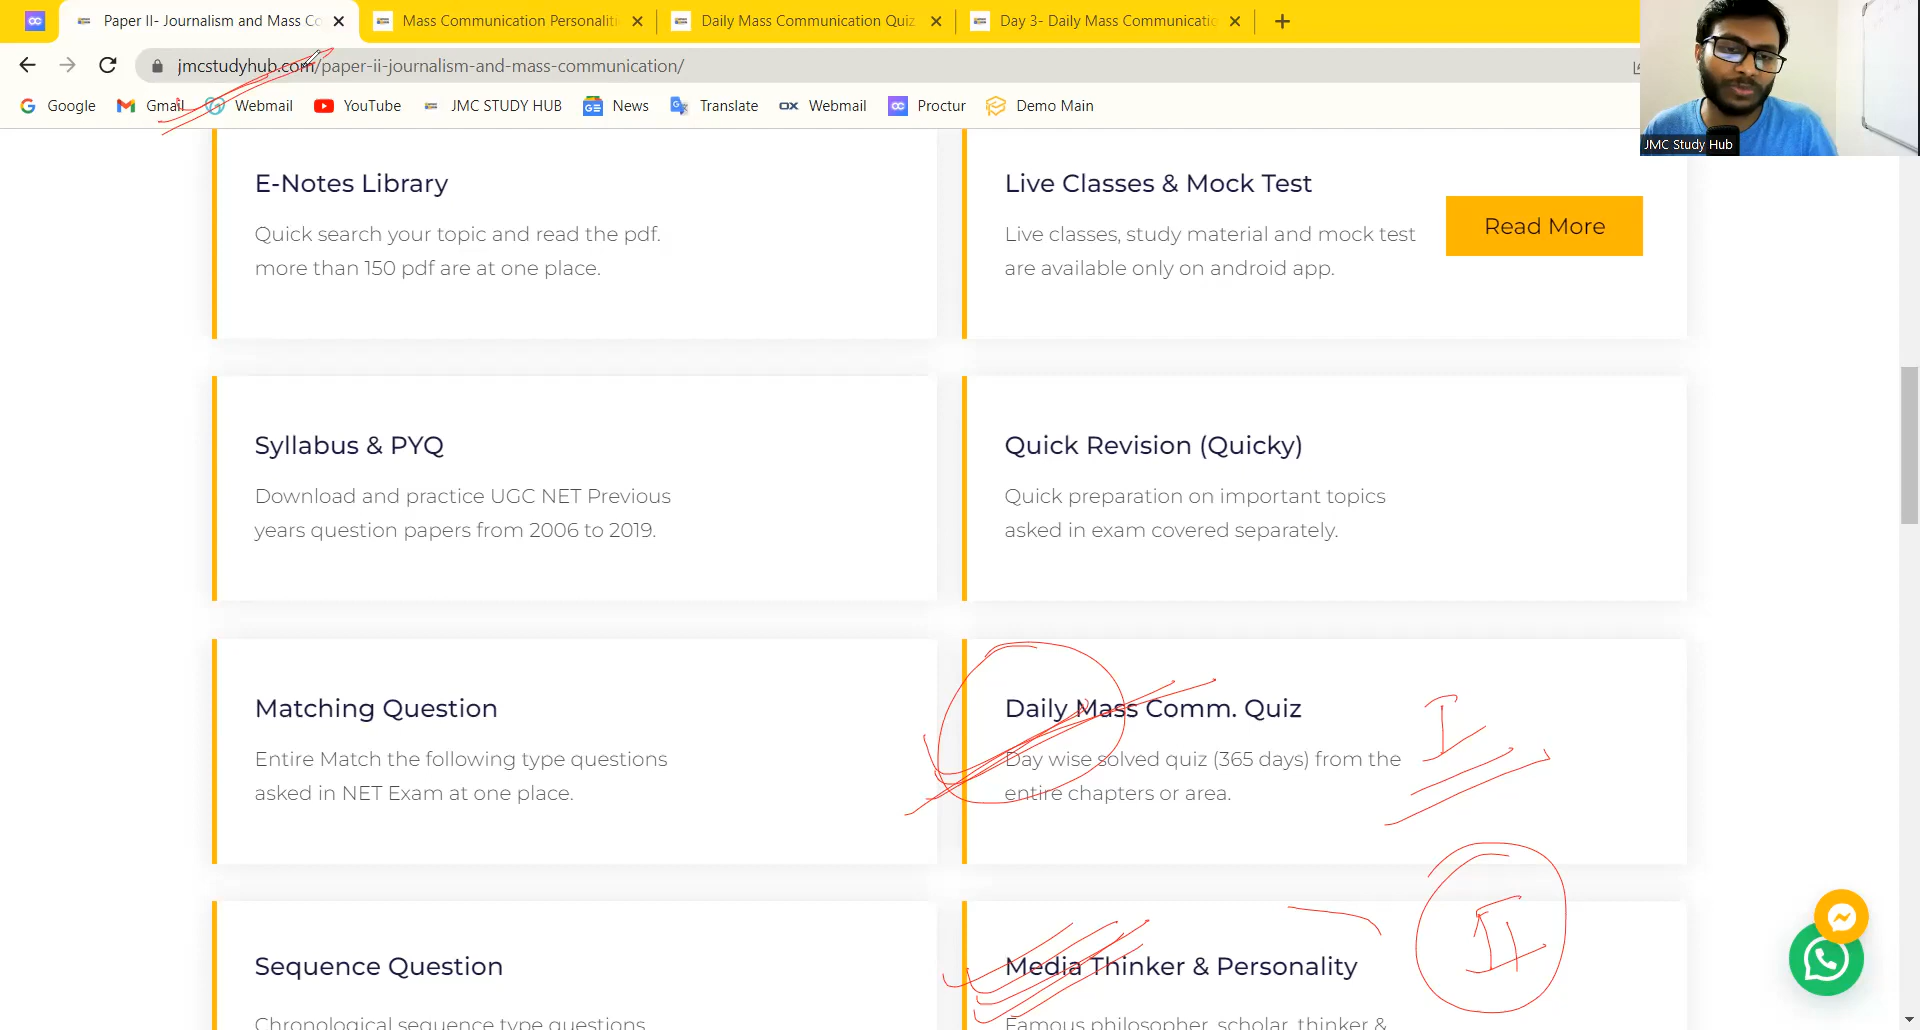 Paper II- Journalism and Mass Co
Mass Communication Personaliti
Daily Mass Communication Quiz
Day 3- Daily Mass Communicatio
jmcstudyhub.com/paper-ii-journalism-and-mass-communication/
Google
Gmail
Webmail
YouTube
JMC STUDY HUB
News
Translate
Webmail
Proctur
Demo Main
JMC Study Hub
E-Notes Library
Quick search your topic and read the pdf.
more than 150 pdf are at one place.
Live Classes & Mock Test
Live classes, study material and mock test
are available only on android app.
Read More
Syllabus & PYQ
Download and practice UGC NET Previous
years question papers from 2006 to 2019.
Quick Revision (Quicky)
Quick preparation on important topics
asked in exam covered separately.
Matching Question
Entire Match the following type questions
asked in NET Exam at one place.
Daily Mass Comm. Quiz
Day wise solved quiz (365 days) from the
entire chapters or area.
I
Sequence Question
Chronological sequence type questions
Media Thinker & Personality
Famous philosopher, scholar, thinker &
II